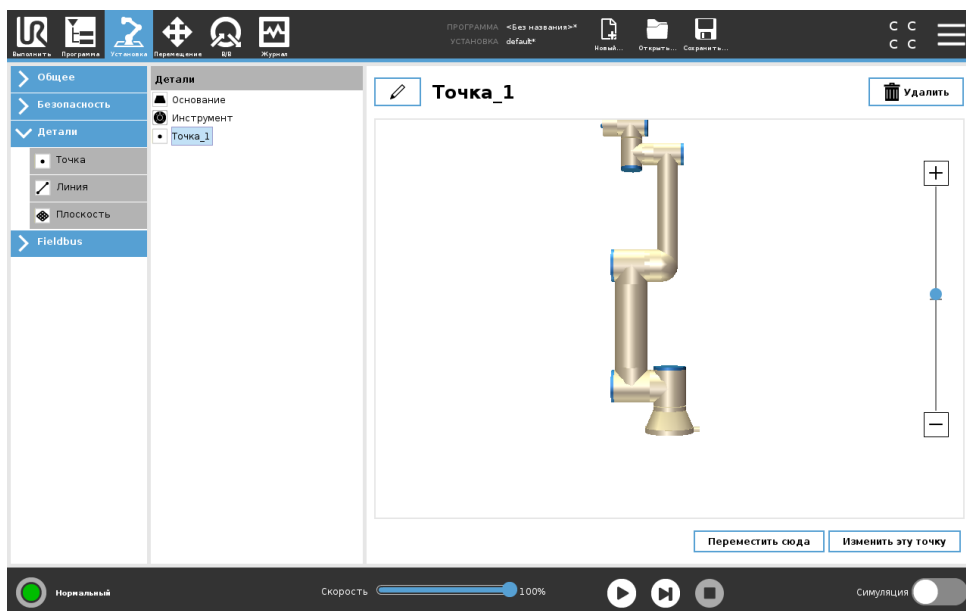 UR
ПРОГРАММА <Без названия>*
УСТАНОВКА default*
C C
C C
Выполнить Программа Установка Перемещение В/В Журнал Новый... Открыть... Сохранить...
Общее
Безопасность
Детали
Точка
Линия
Плоскость
Fieldbus
Детали
Основание
Инструмент
Точка_1
Точка_1
Удалить
Переместить сюда Изменить эту точку
Нормальный Скорость 100% Симуляция